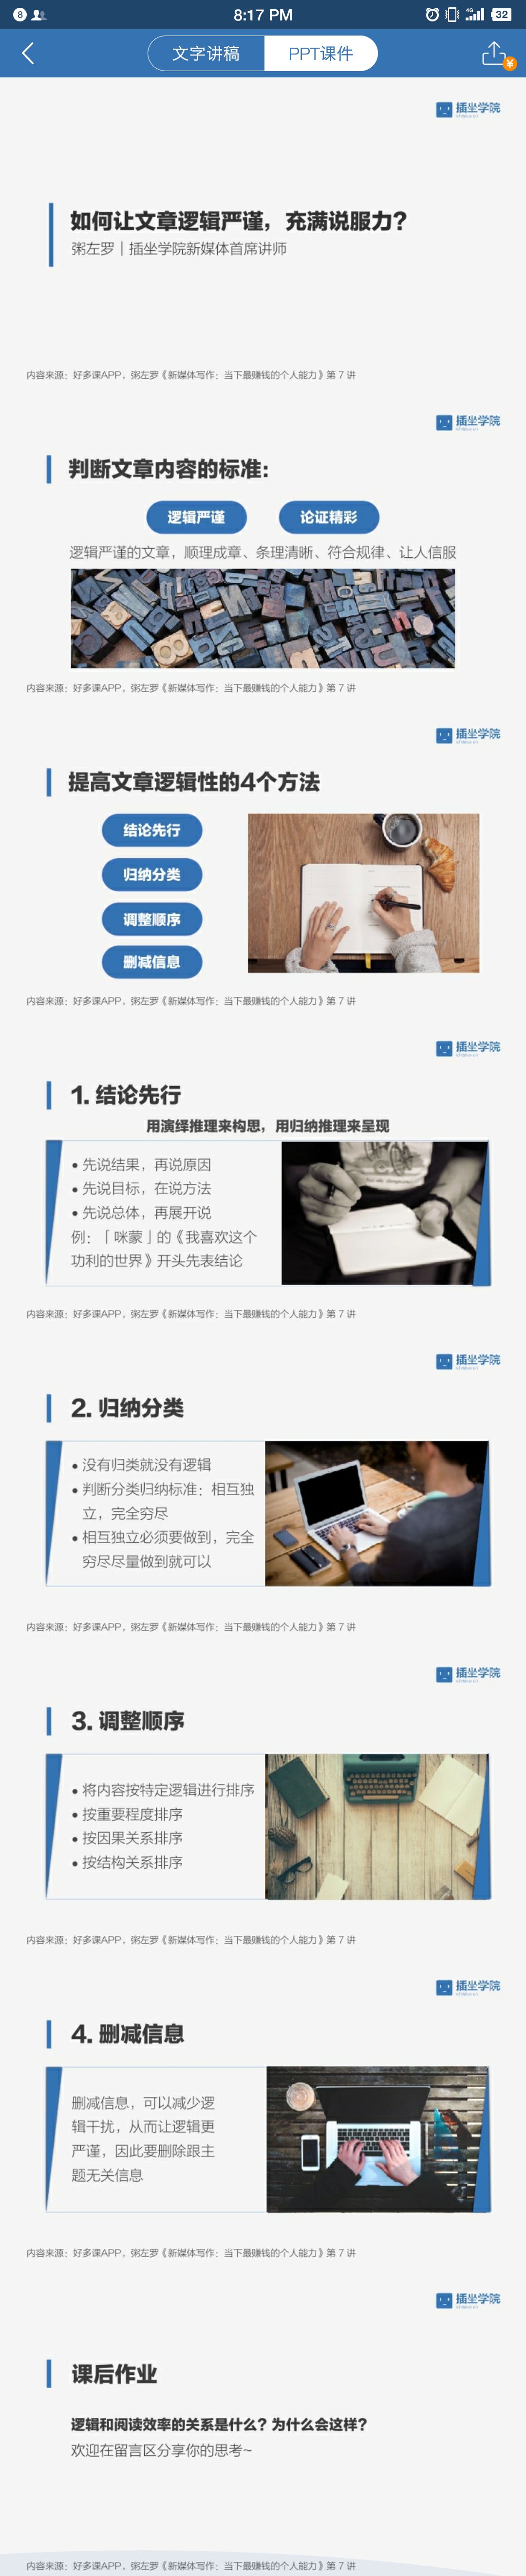 8
8:17 PM
4G
32
文字讲稿
PPT课件
¥
插坐学院
如何让文章逻辑严谨，充满说服力？
粥左罗｜插坐学院新媒体首席讲师
内容来源：好多课APP，粥左罗《新媒体写作：当下最赚钱的个人能力》第 7 讲
插坐学院
判断文章内容的标准：
逻辑严谨
论证精彩
逻辑严谨的文章，顺理成章、条理清晰、符合规律、让人信服
内容来源：好多课APP，粥左罗《新媒体写作：当下最赚钱的个人能力》第 7 讲
插坐学院
提高文章逻辑性的4个方法
结论先行
归纳分类
调整顺序
删减信息
内容来源：好多课APP，粥左罗《新媒体写作：当下最赚钱的个人能力》第 7 讲
插坐学院
1. 结论先行
用演绎推理来构思，用归纳推理来呈现
• 先说结果，再说原因
• 先说目标，在说方法
• 先说总体，再展开说
例：「咪蒙」的《我喜欢这个
功利的世界》开头先表结论
内容来源：好多课APP，粥左罗《新媒体写作：当下最赚钱的个人能力》第 7 讲
插坐学院
2. 归纳分类
• 没有归类就没有逻辑
• 判断分类归纳标准：相互独
立，完全穷尽
• 相互独立必须要做到，完全
穷尽尽量做到就可以
内容来源：好多课APP，粥左罗《新媒体写作：当下最赚钱的个人能力》第 7 讲
插坐学院
3. 调整顺序
• 将内容按特定逻辑进行排序
• 按重要程度排序
• 按因果关系排序
• 按结构关系排序
内容来源：好多课APP，粥左罗《新媒体写作：当下最赚钱的个人能力》第 7 讲
插坐学院
4. 删减信息
删减信息，可以减少逻
辑干扰，从而让逻辑更
严谨，因此要删除跟主
题无关信息
内容来源：好多课APP，粥左罗《新媒体写作：当下最赚钱的个人能力》第 7 讲
插坐学院
课后作业
逻辑和阅读效率的关系是什么？为什么会这样？
欢迎在留言区分享你的思考~
内容来源：好多课APP，粥左罗《新媒体写作：当下最赚钱的个人能力》第 7 讲